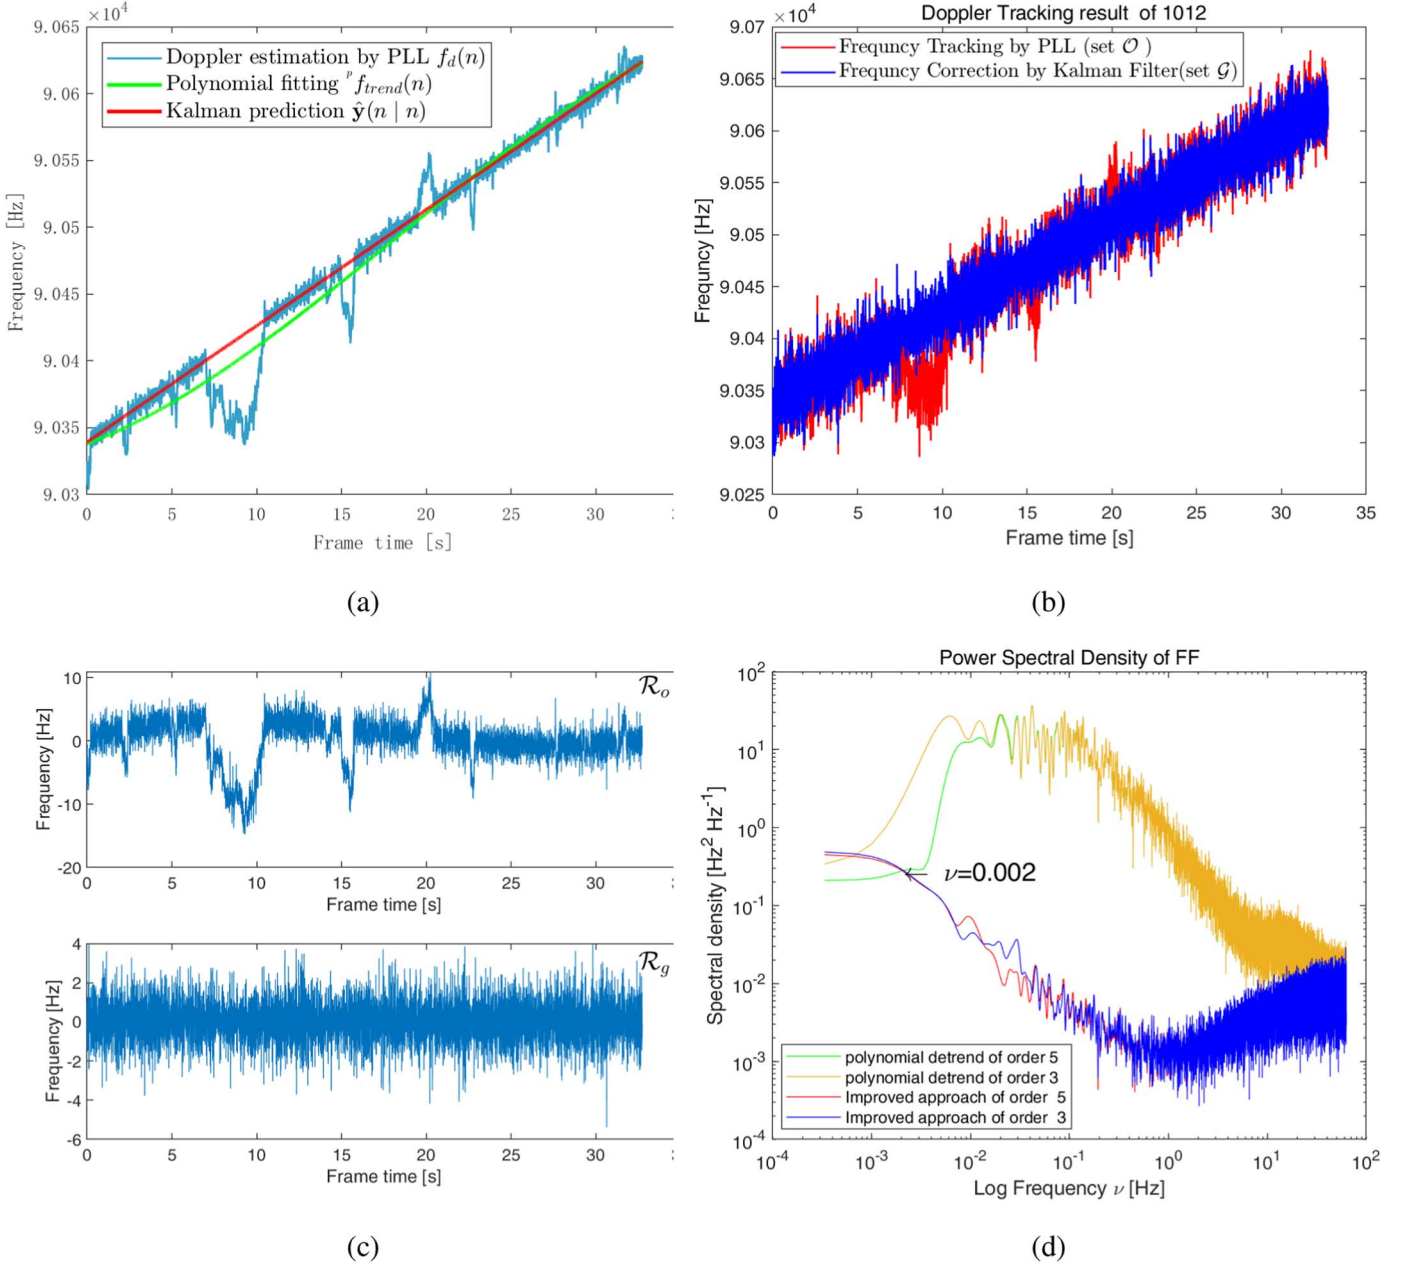 ×10⁴
9.065
9.06
9.055
9.05
9.045
9.04
9.035
9.03
Frequency [Hz]
Doppler estimation by PLL f_d(n)
Polynomial fitting ᵖf_trend(n)
Kalman prediction ŷ(n | n)
0 5 10 15 20 25 30
Frame time [s]
(a)
Doppler Tracking result of 1012
×10⁴
9.07
9.065
9.06
9.055
9.05
9.045
9.04
9.035
9.03
9.025
Frequncy [Hz]
Frequncy Tracking by PLL (set 𝒪 )
Frequncy Correction by Kalman Filter(set 𝒢)
0 5 10 15 20 25 30 35
Frame time [s]
(b)
10
0
-10
-20
Frequency [Hz]
ℛₒ
0 5 10 15 20 25 30
Frame time [s]
4
2
0
-2
-4
-6
Frequency [Hz]
ℛ_g
0 5 10 15 20 25 30
Frame time [s]
(c)
Power Spectral Density of FF
10²
10¹
10⁰
10⁻¹
10⁻²
10⁻³
10⁻⁴
Spectral density [Hz² Hz⁻¹]
ν=0.002
polynomial detrend of order 5
polynomial detrend of order 3
Improved approach of order 5
Improved approach of order 3
10⁻⁴ 10⁻³ 10⁻² 10⁻¹ 10⁰ 10¹ 10²
Log Frequency ν [Hz]
(d)